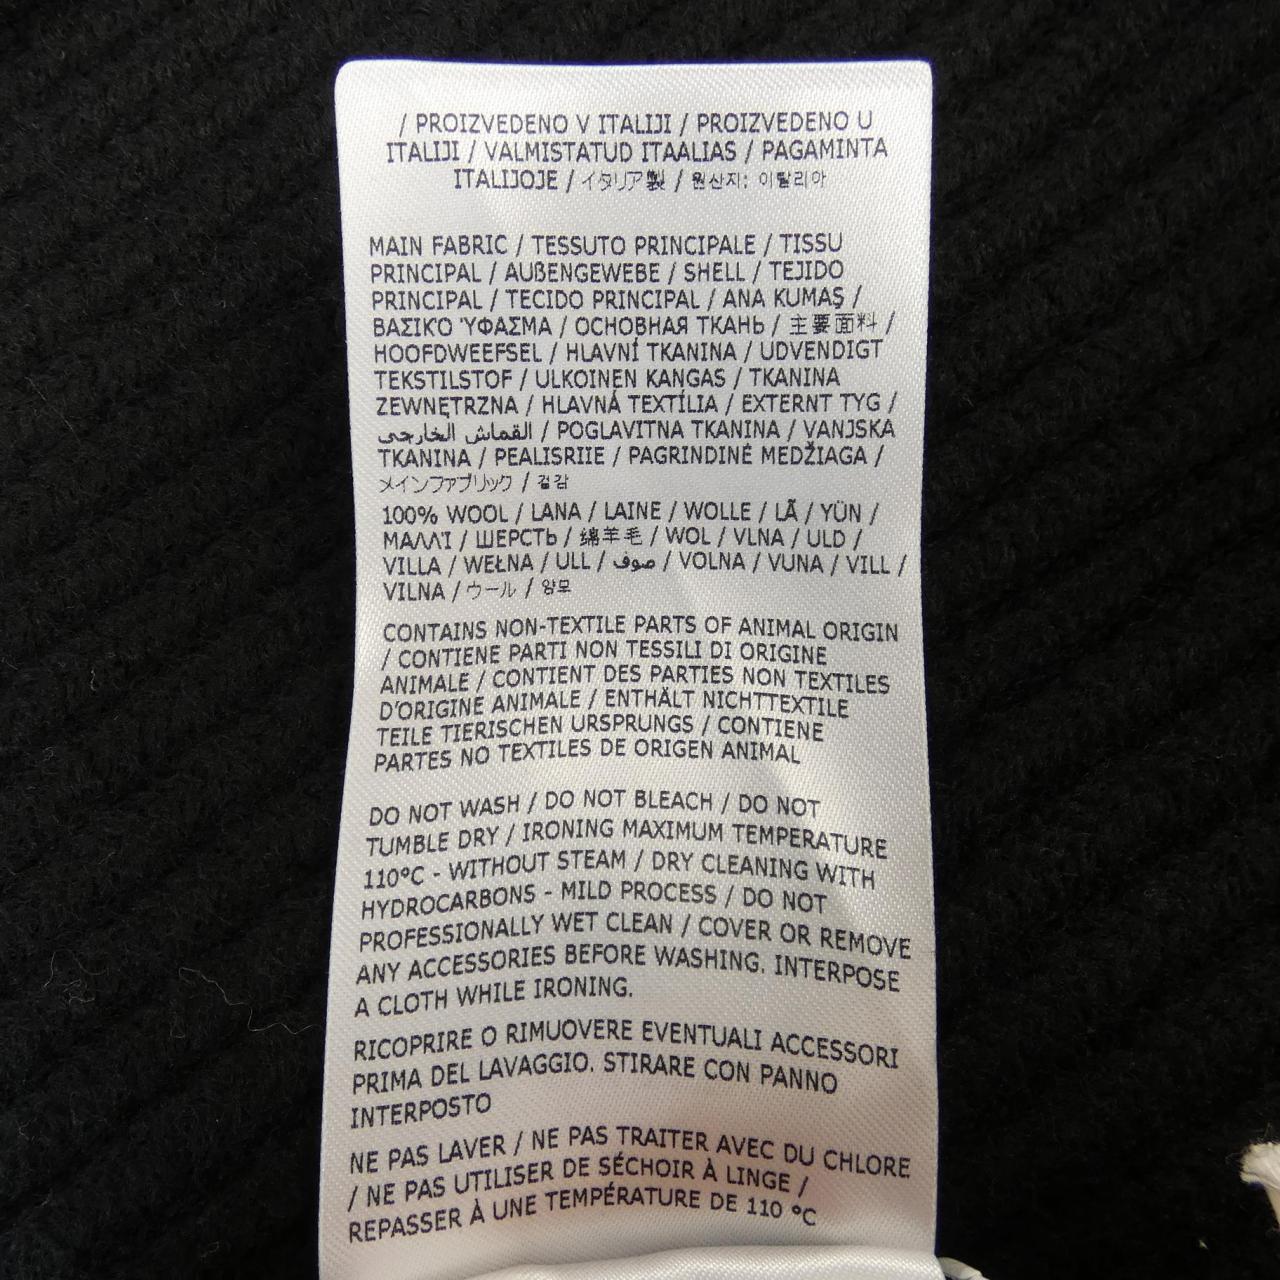 / PROIZVEDENO V ITALIJI / PROIZVEDENO U
ITALIJI / VALMISTATUD ITAALIAS / PAGAMINTA
ITALIJOJE / イタリア製 / 원산지: 이탈리아
MAIN FABRIC / TESSUTO PRINCIPALE / TISSU
PRINCIPAL / AUßENGEWEBE / SHELL / TEJIDO
PRINCIPAL / TECIDO PRINCIPAL / ANA KUMAŞ /
ΒΑΣΙΚΌ ΎΦΑΣΜΑ / ОСНОВНАЯ ТКАНЬ / 主要面料 /
HOOFDWEEFSEL / HLAVNÍ TKANINA / UDVENDIGT
TEKSTILSTOF / ULKOINEN KANGAS / TKANINA
ZEWNĘTRZNA / HLAVNÁ TEXTÍLIA / EXTERNT TYG /
القماش الخارجي / POGLAVITNA TKANINA / VANJSKA
TKANINA / PEALISRIIE / PAGRINDINĖ MEDŽIAGA /
メインファブリック / 겉감
100% WOOL / LANA / LAINE / WOLLE / LÃ / YÜN /
ΜΑΛΛΊ / ШЕРСТЬ / 绵羊毛 / WOL / VLNA / ULD /
VILLA / WEŁNA / ULL / صوف / VOLNA / VUNA / VILL /
VILNA / ウール / 양모
CONTAINS NON-TEXTILE PARTS OF ANIMAL ORIGIN
/ CONTIENE PARTI NON TESSILI DI ORIGINE
ANIMALE / CONTIENT DES PARTIES NON TEXTILES
D'ORIGINE ANIMALE / ENTHÄLT NICHTTEXTILE
TEILE TIERISCHEN URSPRUNGS / CONTIENE
PARTES NO TEXTILES DE ORIGEN ANIMAL
DO NOT WASH / DO NOT BLEACH / DO NOT
TUMBLE DRY / IRONING MAXIMUM TEMPERATURE
110°C - WITHOUT STEAM / DRY CLEANING WITH
HYDROCARBONS - MILD PROCESS / DO NOT
PROFESSIONALLY WET CLEAN / COVER OR REMOVE
ANY ACCESSORIES BEFORE WASHING. INTERPOSE
A CLOTH WHILE IRONING.
RICOPRIRE O RIMUOVERE EVENTUALI ACCESSORI
PRIMA DEL LAVAGGIO. STIRARE CON PANNO
INTERPOSTO
NE PAS LAVER / NE PAS TRAITER AVEC DU CHLORE
/ NE PAS UTILISER DE SÉCHOIR À LINGE /
REPASSER À UNE TEMPÉRATURE DE 110 °C